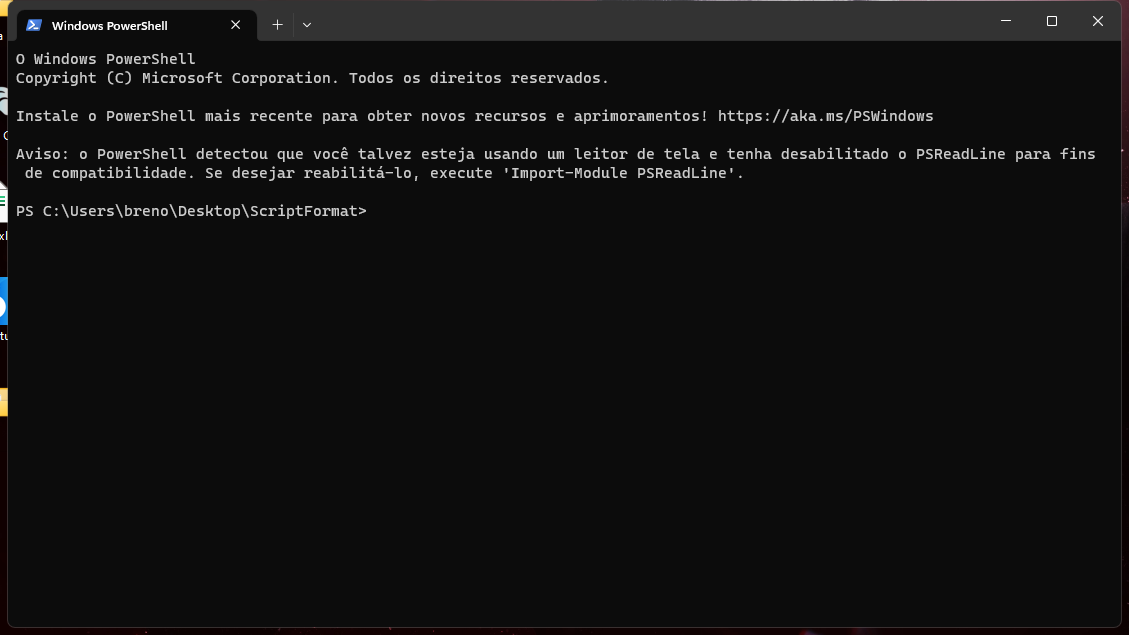 Windows PowerShell
O Windows PowerShell
Copyright (C) Microsoft Corporation. Todos os direitos reservados.
Instale o PowerShell mais recente para obter novos recursos e aprimoramentos! https://aka.ms/PSWindows
Aviso: o PowerShell detectou que você talvez esteja usando um leitor de tela e tenha desabilitado o PSReadLine para fins
de compatibilidade. Se desejar reabilitá-lo, execute 'Import-Module PSReadLine'.
PS C:\Users\breno\Desktop\ScriptFormat>